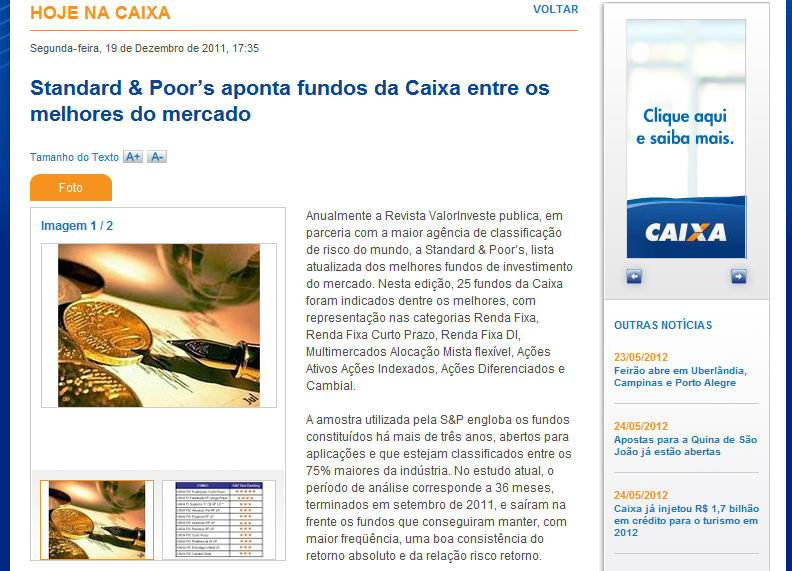 HOJE NA CAIXA
VOLTAR
Segunda-feira, 19 de Dezembro de 2011, 17:35
Standard & Poor's aponta fundos da Caixa entre os
melhores do mercado
Tamanho do Texto A+ A-
Foto
Imagem 1 / 2
Jul
Anualmente a Revista ValorInveste publica, em
parceria com a maior agência de classificação
de risco do mundo, a Standard & Poor's, lista
atualizada dos melhores fundos de investimento
do mercado. Nesta edição, 25 fundos da Caixa
foram indicados dentre os melhores, com
representação nas categorias Renda Fixa,
Renda Fixa Curto Prazo, Renda Fixa DI,
Multimercados Alocação Mista flexível, Ações
Ativos Ações Indexados, Ações Diferenciados e
Cambial.
A amostra utilizada pela S&P engloba os fundos
constituídos há mais de três anos, abertos para
aplicações e que estejam classificados entre os
75% maiores da indústria. No estudo atual, o
período de análise corresponde a 36 meses,
terminados em setembro de 2011, e saíram na
frente os fundos que conseguiram manter, com
maior freqüência, uma boa consistência do
retorno absoluto e da relação risco retorno.
Clique aqui
e saiba mais.
CAIXA
OUTRAS NOTÍCIAS
23/05/2012
Feirão abre em Uberlândia,
Campinas e Porto Alegre
24/05/2012
Apostas para a Quina de São
João já estão abertas
24/05/2012
Caixa já injetou R$ 1,7 bilhão
em crédito para o turismo em
2012